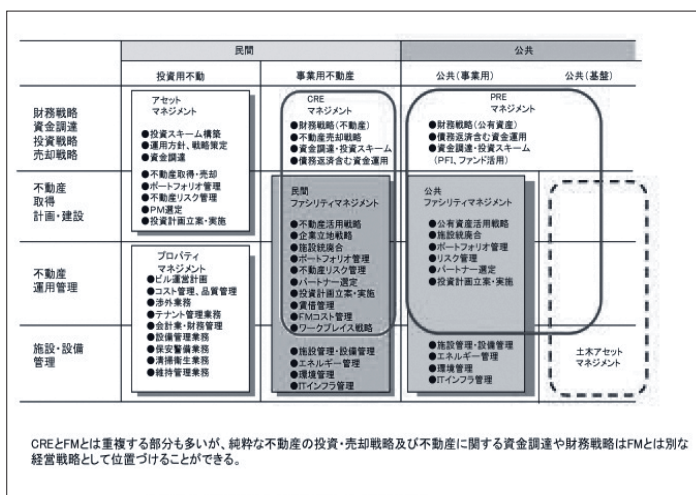 民間
公共
投資用不動
事業用不動産
公共(事業用)
公共(基盤)
財務戦略
資金調達
投資戦略
売却戦略
アセット
マネジメント
●投資スキーム構築
●運用方針、戦略策定
●資金調達
●不動産取得・売却
●ポートフォリオ管理
●不動産リスク管理
●PM選定
●投資計画立案・実施
CRE
マネジメント
●財務戦略(不動産)
●不動産売却戦略
●資金調達・投資スキーム
●債務返済含む資金運用
PRE
マネジメント
●財務戦略(公有資産)
●債務返済含む資金運用
●資金調達・投資スキーム
(PFI、ファンド活用)
不動産
取得
計画・建設
民間
ファシリティマネジメント
●不動産活用戦略
●企業立地戦略
●施設統廃合
●ポートフォリオ管理
●不動産リスク管理
●パートナー選定
●投資計画立案・実施
●賃借管理
●FMコスト管理
●ワークプレイス戦略
●施設管理・設備管理
●エネルギー管理
●環境管理
●ITインフラ管理
公共
ファシリティマネジメント
●公有資産活用戦略
●施設統廃合
●ポートフォリオ管理
●リスク管理
●パートナー選定
●投資計画立案・実施
●施設管理・設備管理
●エネルギー管理
●環境管理
●ITインフラ管理
不動産
運用管理
プロパティ
マネジメント
●ビル運営計画
●コスト管理、品質管理
●渉外業務
●テナント管理業務
●会計業・財務管理
●設備管理業務
●保安警備業務
●清掃衛生業務
●維持管理業務
施設・設備
管理
土木アセット
マネジメント
CREとFMとは重複する部分も多いが、純粋な不動産の投資・売却戦略及び不動産に関する資金調達や財務戦略はFMとは別な
経営戦略として位置づけることができる。